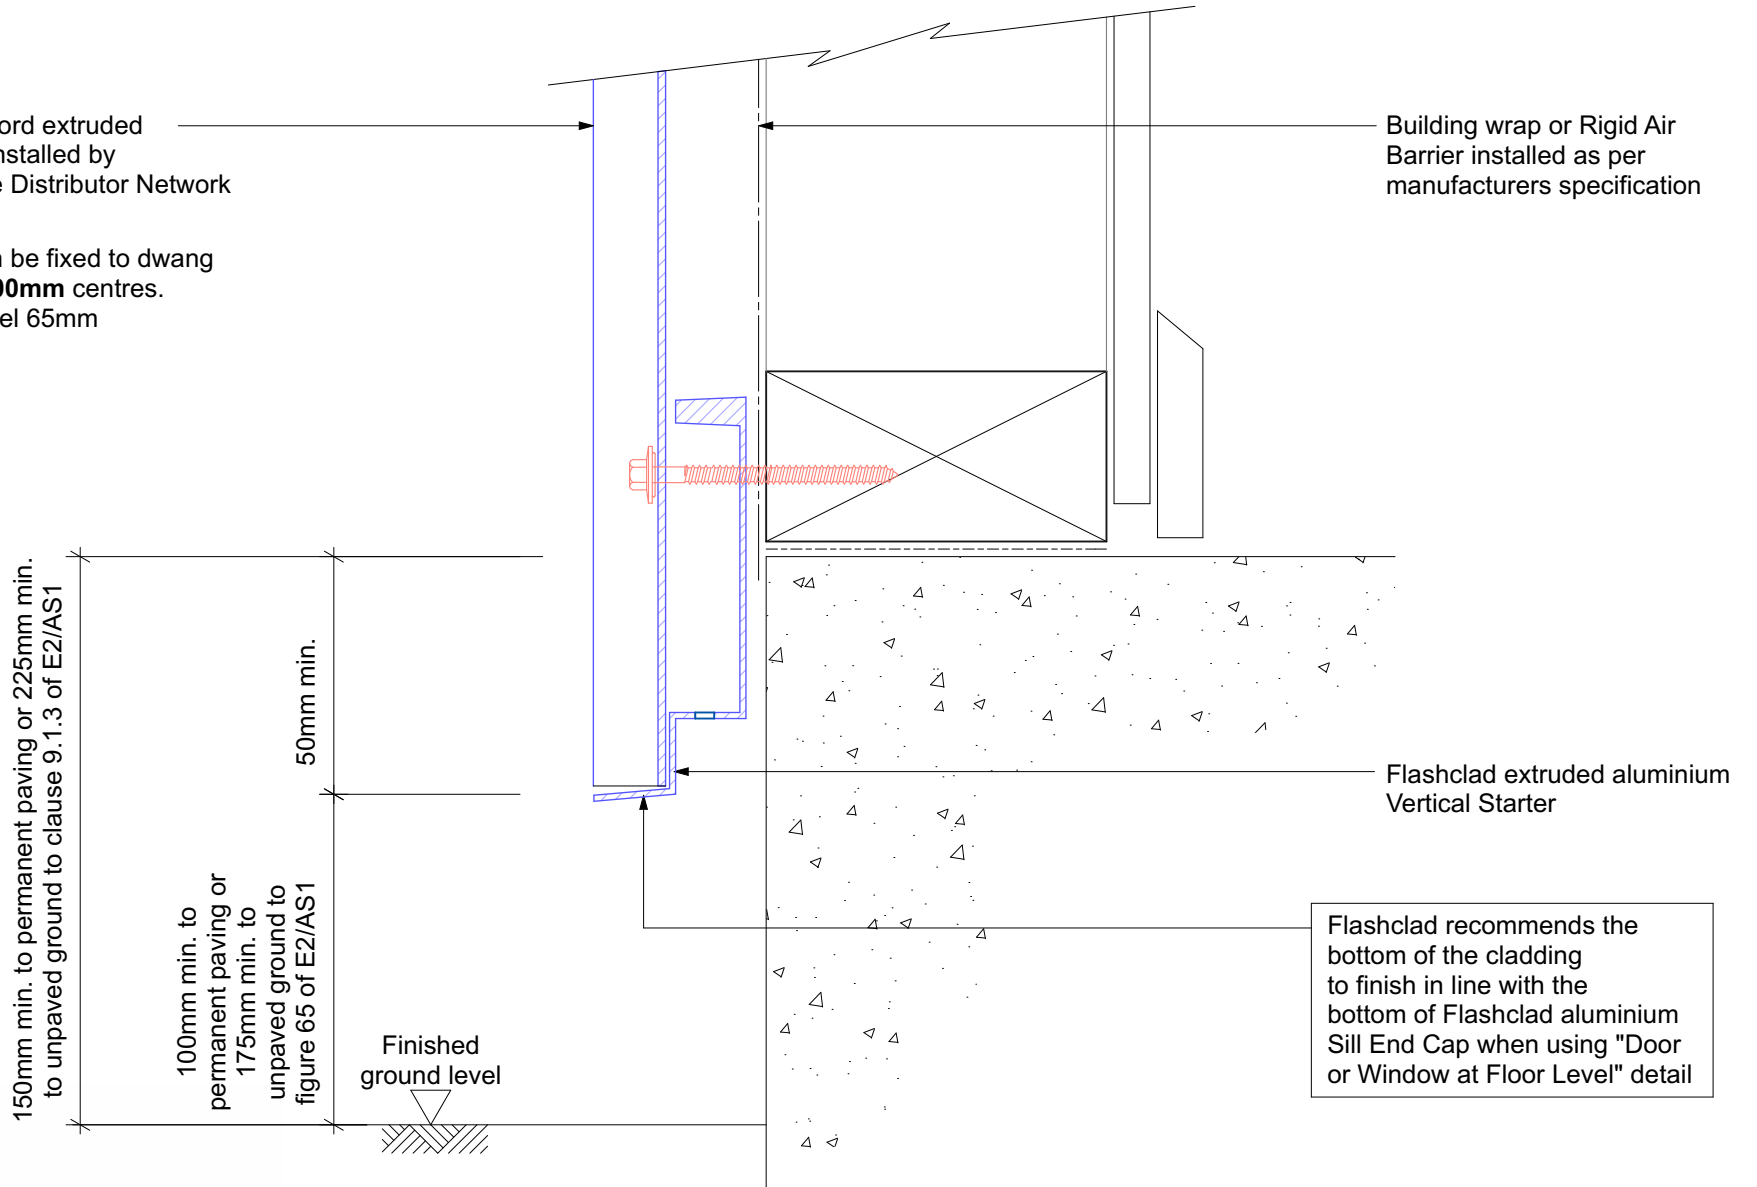 extruded
installed by
Distributor Network
be fixed to dwang
centres.
65mm
Building wrap or Rigid Air
Barrier installed as per
manufacturers specification
150mm min. to permanent paving or 225mm min.
to unpaved ground to clause 9.1.3 of E2/AS1
50mm min.
100mm min. to
permanent paving or
175mm min. to
unpaved ground to
figure 65 of E2/AS1
Finished
ground level
Flashclad extruded aluminium
Vertical Starter
Flashclad recommends the
bottom of the cladding
to finish in line with the
bottom of Flashclad aluminium
Sill End Cap when using "Door
or Window at Floor Level" detail